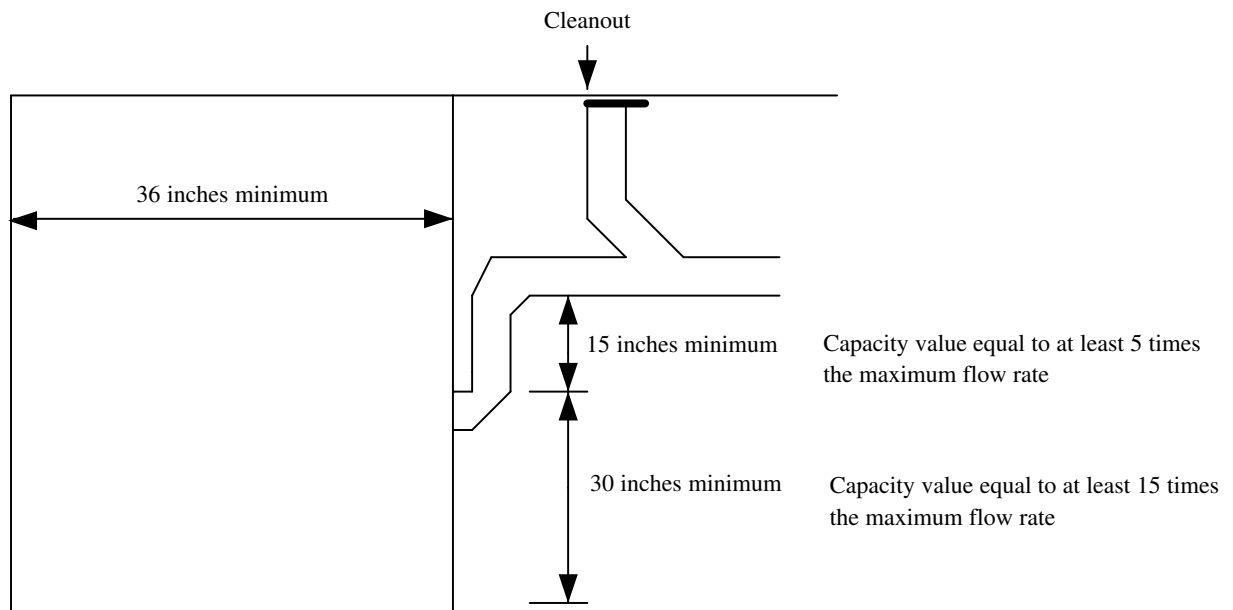 Cleanout
36 inches minimum
15 inches minimum
Capacity value equal to at least 5 times
the maximum flow rate
30 inches minimum
Capacity value equal to at least 15 times
the maximum flow rate